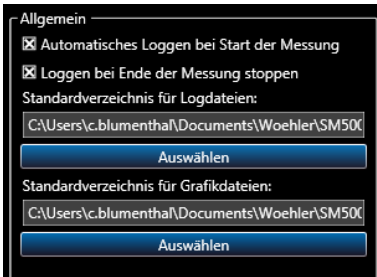 Allgemein
Automatisches Loggen bei Start der Messung
Loggen bei Ende der Messung stoppen
Standardverzeichnis für Logdateien:
C:\Users\c.blumenthal\Documents\Woehler\SM500
Auswählen
Standardverzeichnis für Grafikdateien:
C:\Users\c.blumenthal\Documents\Woehler\SM500
Auswählen